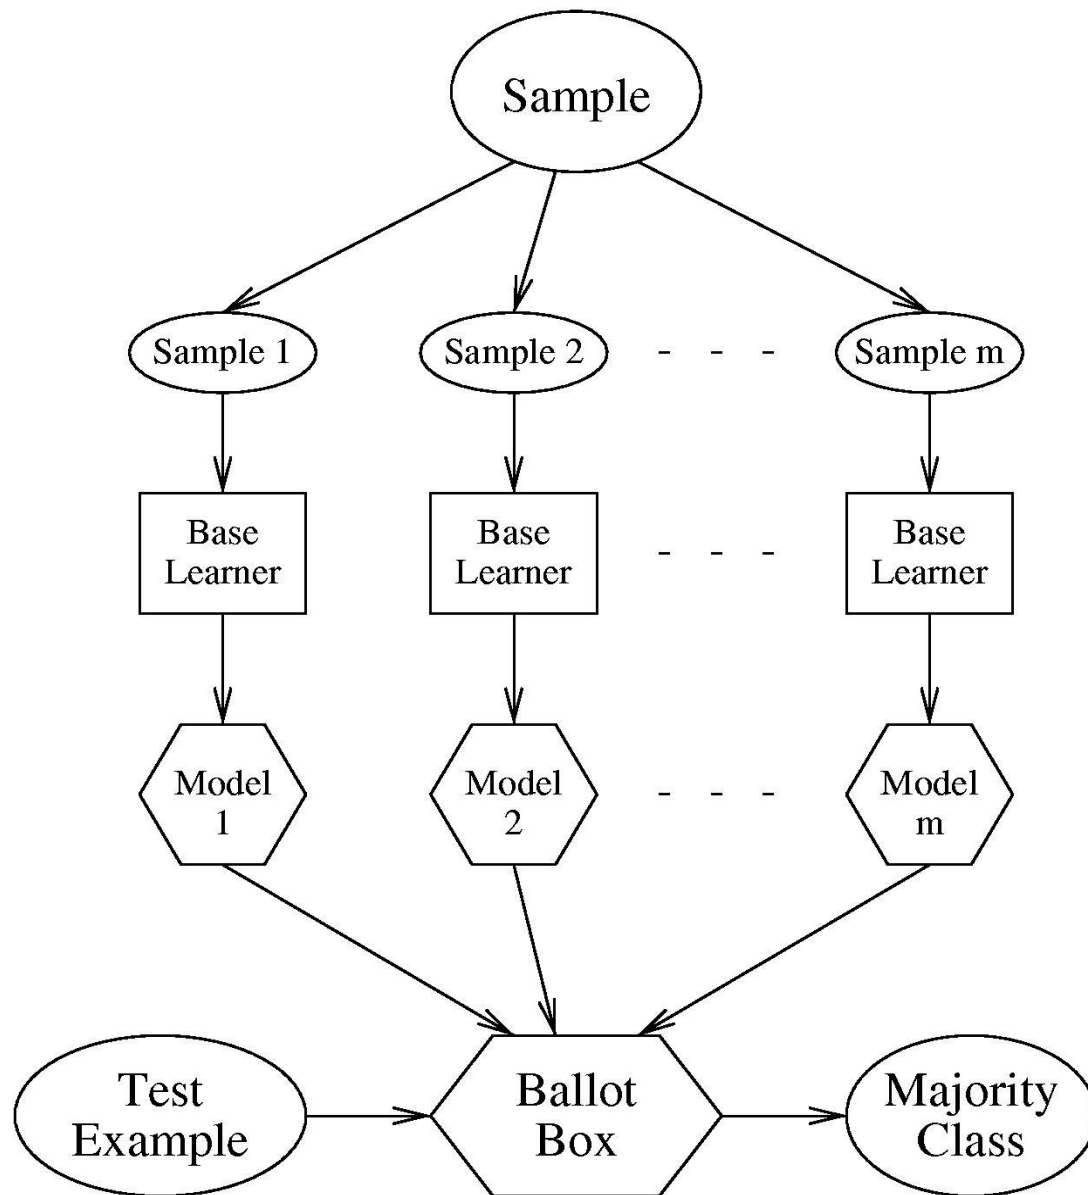 Sample
Sample 1
Sample 2
- - -
Sample m
Base
Learner
Base
Learner
- - -
Base
Learner
Model
1
Model
2
- - -
Model
m
Test
Example
Ballot
Box
Majority
Class